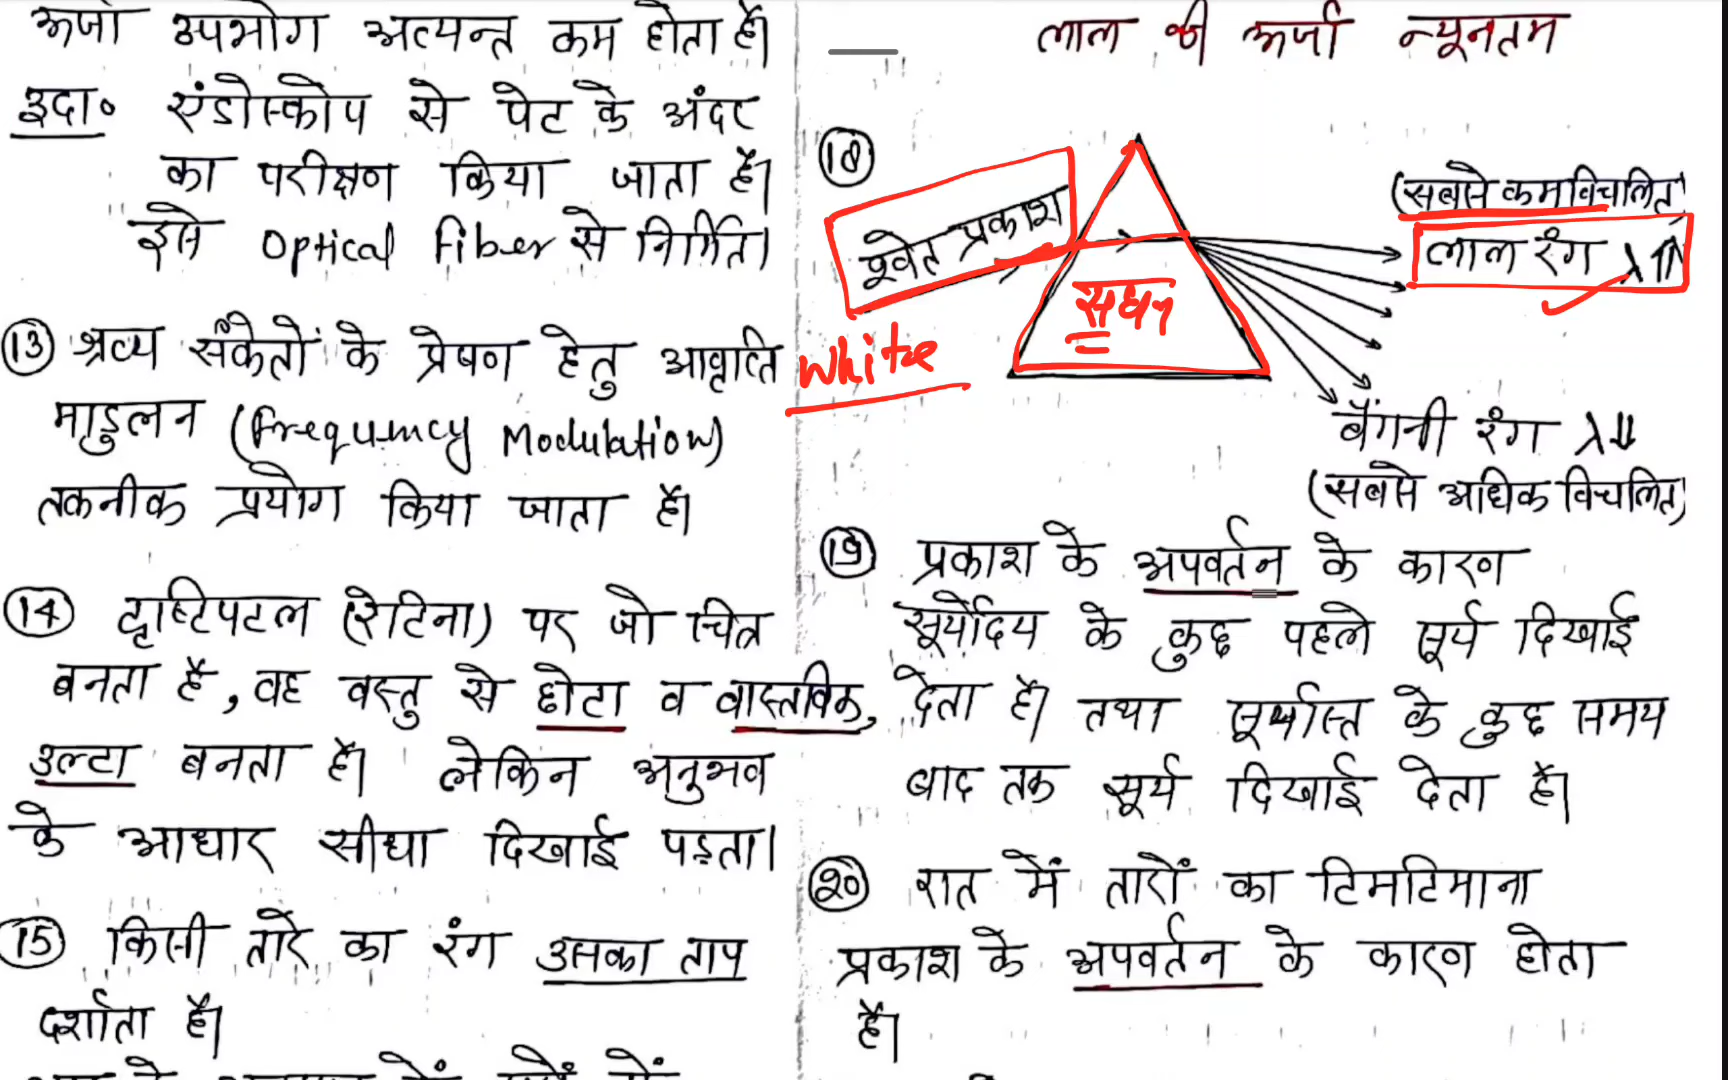 ऊर्जा उपभोग अत्यन्त कम होता है।
उदा० एंडोस्कोप से पेट के अंदर
का परीक्षण किया जाता है।
इसे Optical Fiber से निर्मित।
⑬ श्रव्य संकेतों के प्रेषण हेतु आवृत्ति
माडुलन (Frequency Modulation)
तकनीक प्रयोग किया जाता है।
⑭ दृष्टिपटल (रेटिना) पर जो चित्र
बनता है, वह वस्तु से छोटा व वास्तविक,
उल्टा बनता है। लेकिन अनुभव
के आधार सीधा दिखाई पड़ता।
⑮ किसी तारे का रंग उसका ताप
दर्शाता है।
लाल की ऊर्जा न्यूनतम
⑱
श्वेत प्रकाश
white
सघन
(सबसे कम विचलित)
लाल रंग λ⇑
बैंगनी रंग λ⇓
(सबसे अधिक विचलित)
⑲ प्रकाश के अपवर्तन के कारण
सूर्योदय के कुछ पहले सूर्य दिखाई
देता है। तथा सूर्यास्त के कुछ समय
बाद तक सूर्य दिखाई देता है।
⑳ रात में तारों का टिमटिमाना
प्रकाश के अपवर्तन के कारण होता
है।